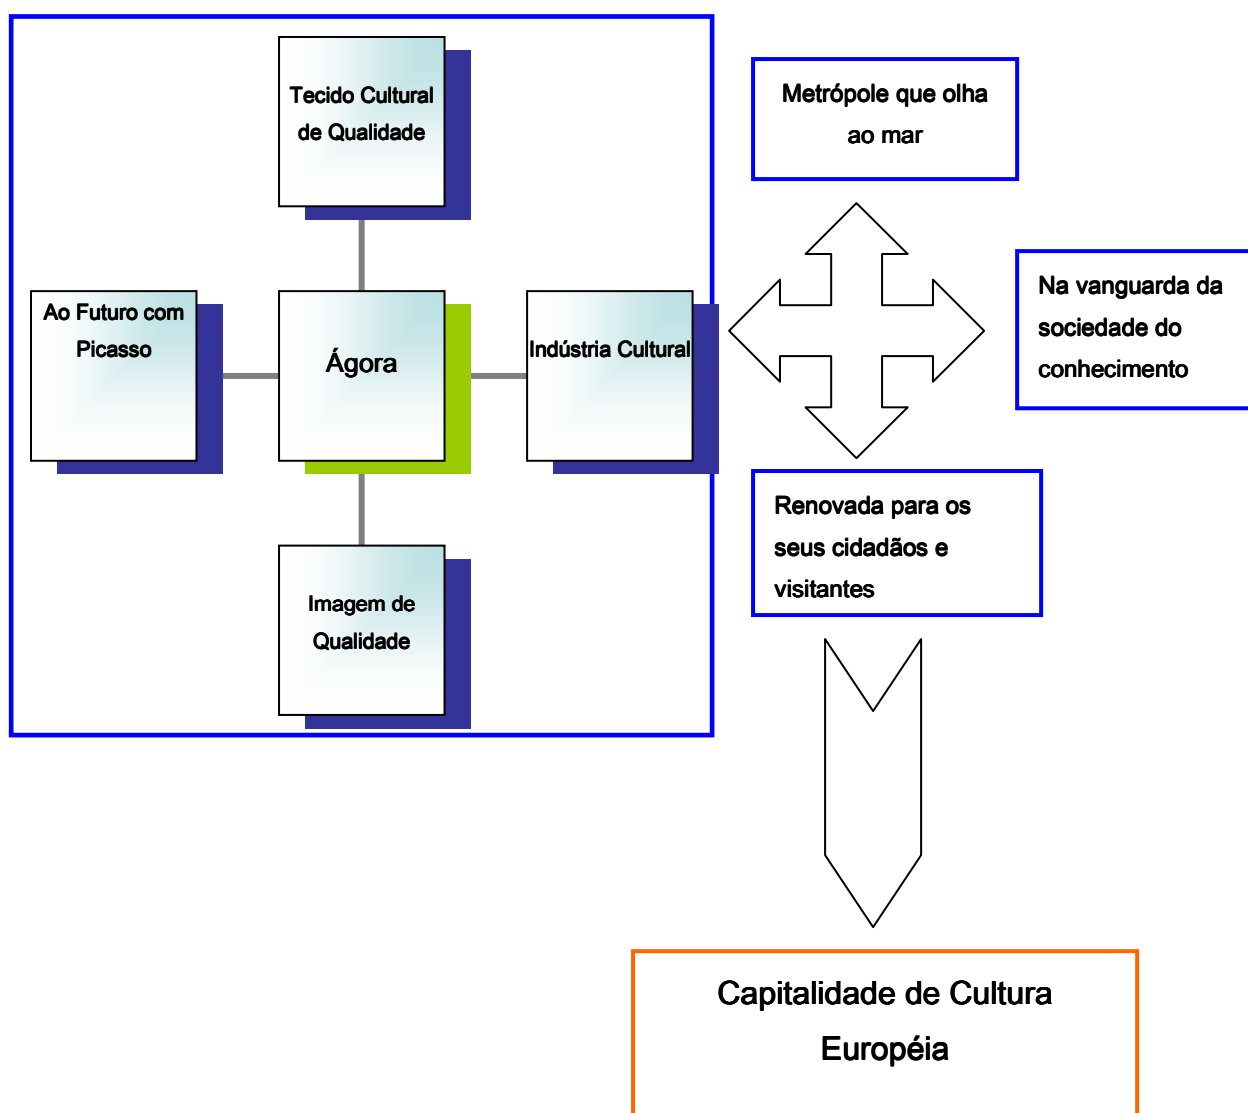 Tecido Cultural
de Qualidade
Ao Futuro com
Picasso
Ágora
Indústria Cultural
Imagem de
Qualidade
Metrópole que olha
ao mar
Na vanguarda da
sociedade do
conhecimento
Renovada para os
seus cidadãos e
visitantes
Capitalidade de Cultura
Européia